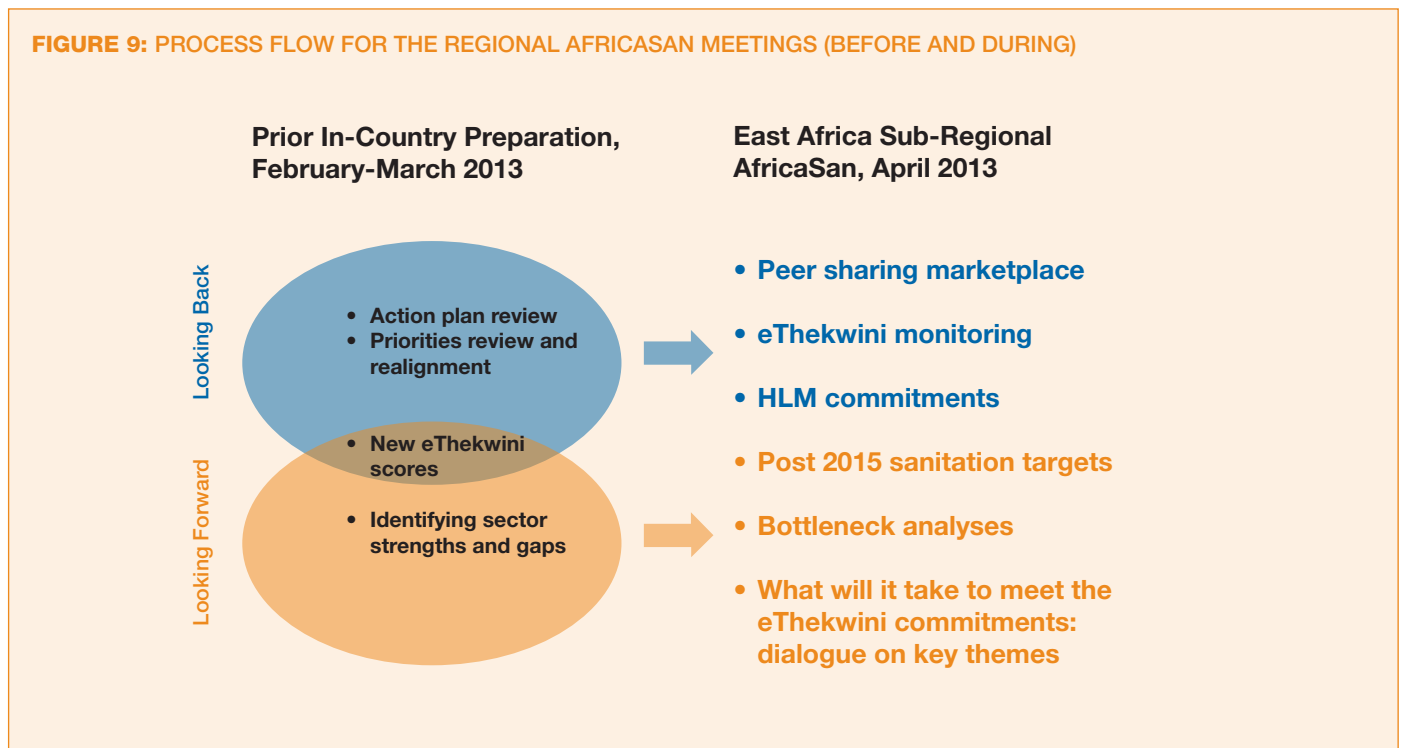 FIGURE 9: PROCESS FLOW FOR THE REGIONAL AFRICASAN MEETINGS (BEFORE AND DURING)
Prior In-Country Preparation,
February-March 2013
East Africa Sub-Regional
AfricaSan, April 2013
Looking Back
• Action plan review
• Priorities review and
realignment
• New eThekwini
scores
Looking Forward
• Identifying sector
strengths and gaps
• Peer sharing marketplace
• eThekwini monitoring
• HLM commitments
• Post 2015 sanitation targets
• Bottleneck analyses
• What will it take to meet the
eThekwini commitments:
dialogue on key themes